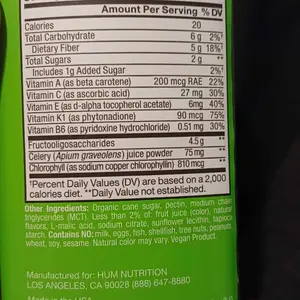 Amount Per Serving % DV
Calories 20
Total Carbohydrate 6 g 2%†
Dietary Fiber 5 g 18%†
Total Sugars 2 g **
Includes 1g Added Sugar 2%†
Vitamin A (as beta carotene) 200 mcg RAE 22%
Vitamin C (as ascorbic acid) 27 mg 30%
Vitamin E (as d-alpha tocopherol acetate) 6mg 40%
Vitamin K1 (as phytonadione) 90 mcg 75%
Vitamin B6 (as pyridoxine hydrochloride) 0.51 mg 30%
Fructooligosaccharides 4.5 g **
Celery (Apium graveolens) juice powder 75 mg **
Chlorophyll (as sodium copper chlorophyllin) 810 mcg **
†Percent Daily Values (DV) are based on a 2,000
calories diet. **Daily Value not established.
Other Ingredients: Organic cane sugar, pectin, medium chain
triglycerides (MCT). Less than 2% of: fruit juice (color), natural
flavors, L-malic acid, sodium citrate, sunflower lecithin, tapioca
starch. Contains NO: milk, eggs, fish, shellfish, tree nuts, peanuts,
wheat, soy, sesame. Natural color may vary. Vegan Product.
Manufactured for: HUM NUTRITION
LOS ANGELES, CA 90028 (888) 647-8880
Made in the USA